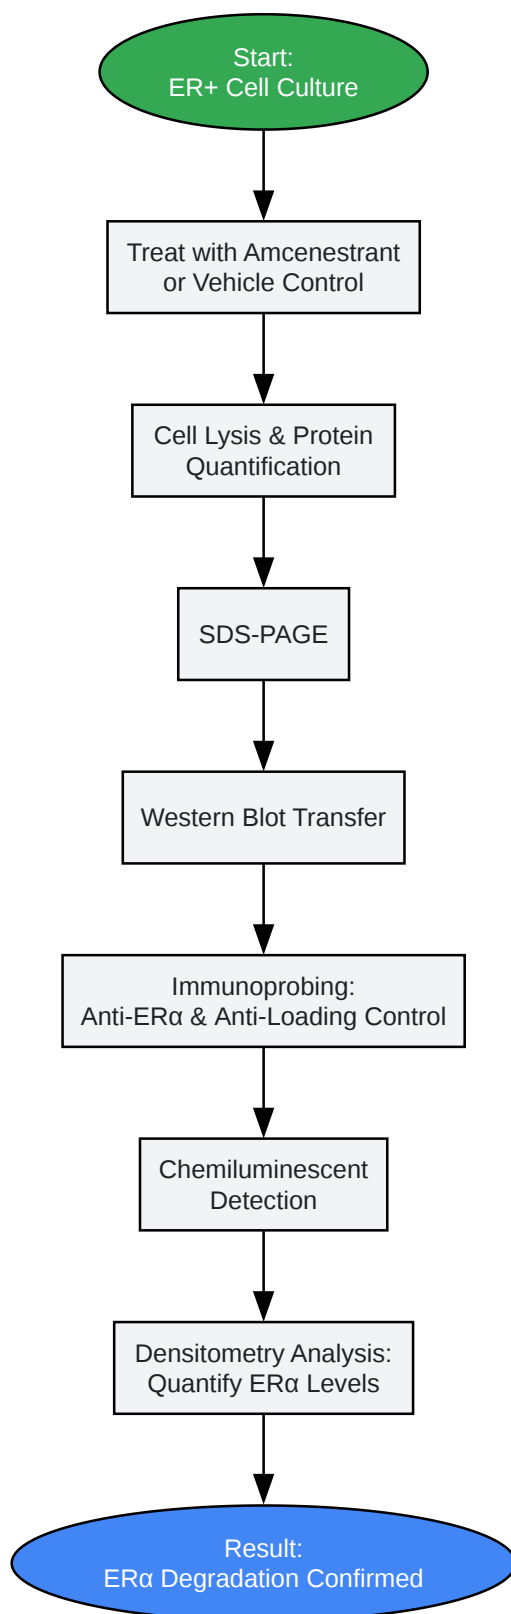 Start:
ER+ Cell Culture
Treat with Amcenestrant
or Vehicle Control
Cell Lysis & Protein
Quantification
SDS-PAGE
Western Blot Transfer
Immunoprobing:
Anti-ERα & Anti-Loading Control
Chemiluminescent
Detection
Densitometry Analysis:
Quantify ERα Levels
Result:
ERα Degradation Confirmed